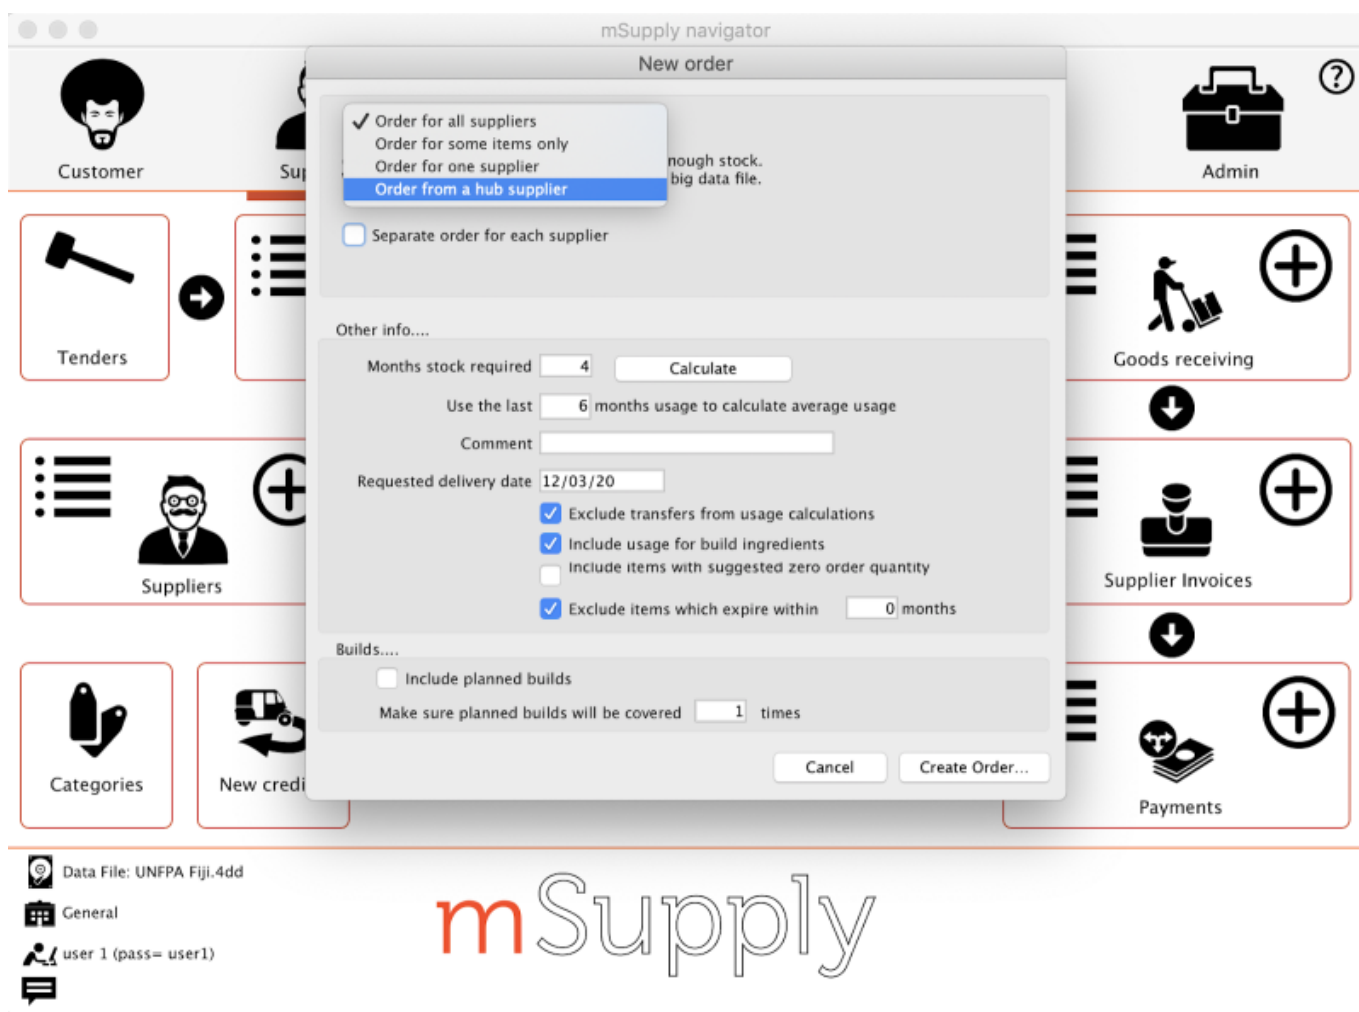 mSupply navigator
New order
Customer
Sup
Admin
?
Order for all suppliers
Order for some items only
Order for one supplier
Order from a hub supplier
nough stock.
big data file.
Separate order for each supplier
Tenders
Goods receiving
Other info....
Months stock required 4 Calculate
Use the last 6 months usage to calculate average usage
Comment
Requested delivery date 12/03/20
Exclude transfers from usage calculations
Include usage for build ingredients
Include items with suggested zero order quantity
Exclude items which expire within 0 months
Suppliers
Supplier Invoices
Builds....
Include planned builds
Make sure planned builds will be covered 1 times
Cancel Create Order...
Categories
New credi
Payments
Data File: UNFPA Fiji.4dd
General
user 1 (pass= user1)
mSupply